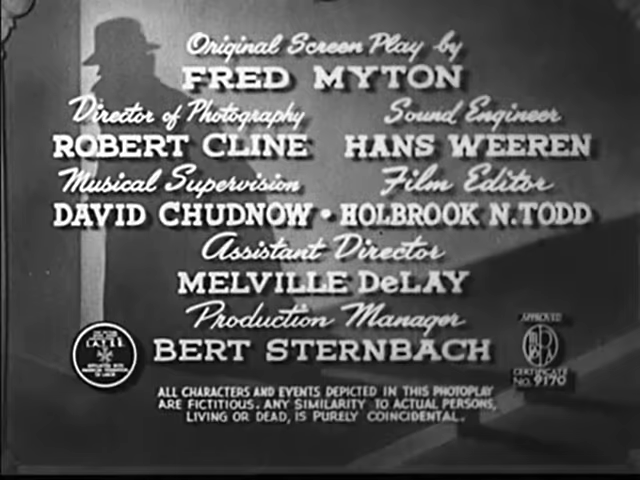 Original Screen Play by
FRED MYTON
Director of Photography Sound Engineer
ROBERT CLINE HANS WEEREN
Musical Supervision Film Editor
DAVID CHUDNOW • HOLBROOK N. TODD
Assistant Director
MELVILLE DeLAY
Production Manager
BERT STERNBACH
I.A.T.S.E.
APPROVED
CERTIFICATE
NO. 9170
ALL CHARACTERS AND EVENTS DEPICTED IN THIS PHOTOPLAY
ARE FICTITIOUS. ANY SIMILARITY TO ACTUAL PERSONS,
LIVING OR DEAD, IS PURELY COINCIDENTAL.